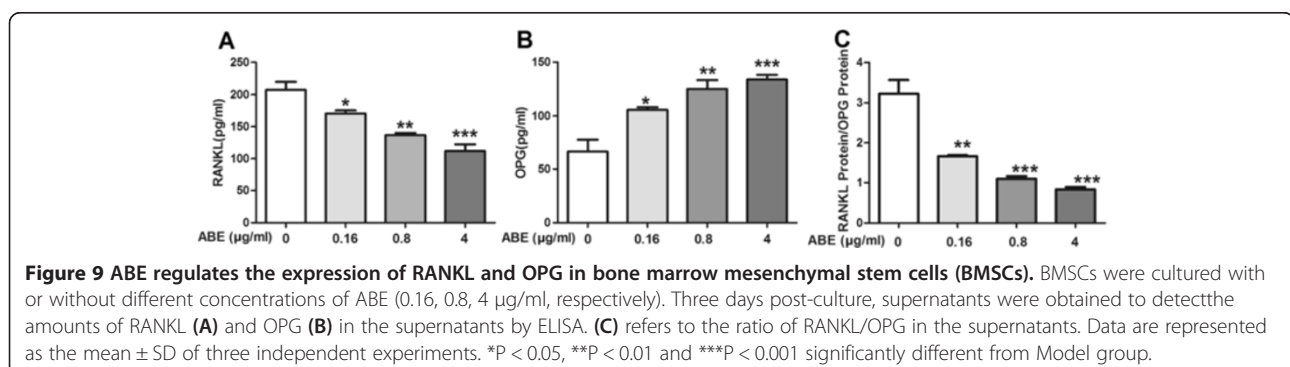 A
B
C
RANKL(pg/ml)
250
200
150
100
50
0
*
**
***
ABE (µg/ml) 0 0.16 0.8 4
OPG(pg/ml)
150
100
50
0
*
**
***
ABE (µg/ml) 0 0.16 0.8 4
RANKL Protein/OPG Protein
4
3
2
1
0
**
***
***
ABE (µg/ml) 0 0.16 0.8 4
Figure 9 ABE regulates the expression of RANKL and OPG in bone marrow mesenchymal stem cells (BMSCs). BMSCs were cultured with
or without different concentrations of ABE (0.16, 0.8, 4 µg/ml, respectively). Three days post-culture, supernatants were obtained to detectthe
amounts of RANKL (A) and OPG (B) in the supernatants by ELISA. (C) refers to the ratio of RANKL/OPG in the supernatants. Data are represented
as the mean ± SD of three independent experiments. *P < 0.05, **P < 0.01 and ***P < 0.001 significantly different from Model group.